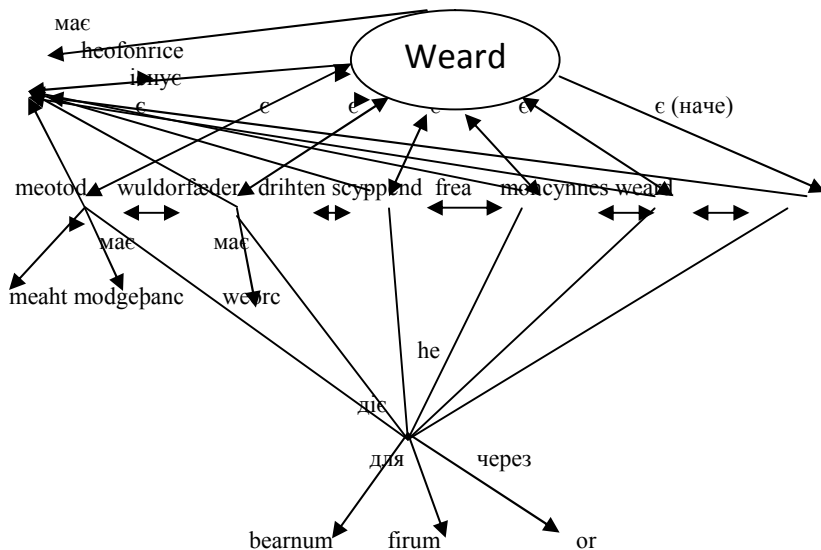 має
Weard
heofonrice
існує
є є є є є є (наче)
meotod wuldorfæder drihten scyppend frea moncynnes weard
має має
meaht modgeþanc weorc
he
діє
для через
bearnum firum or